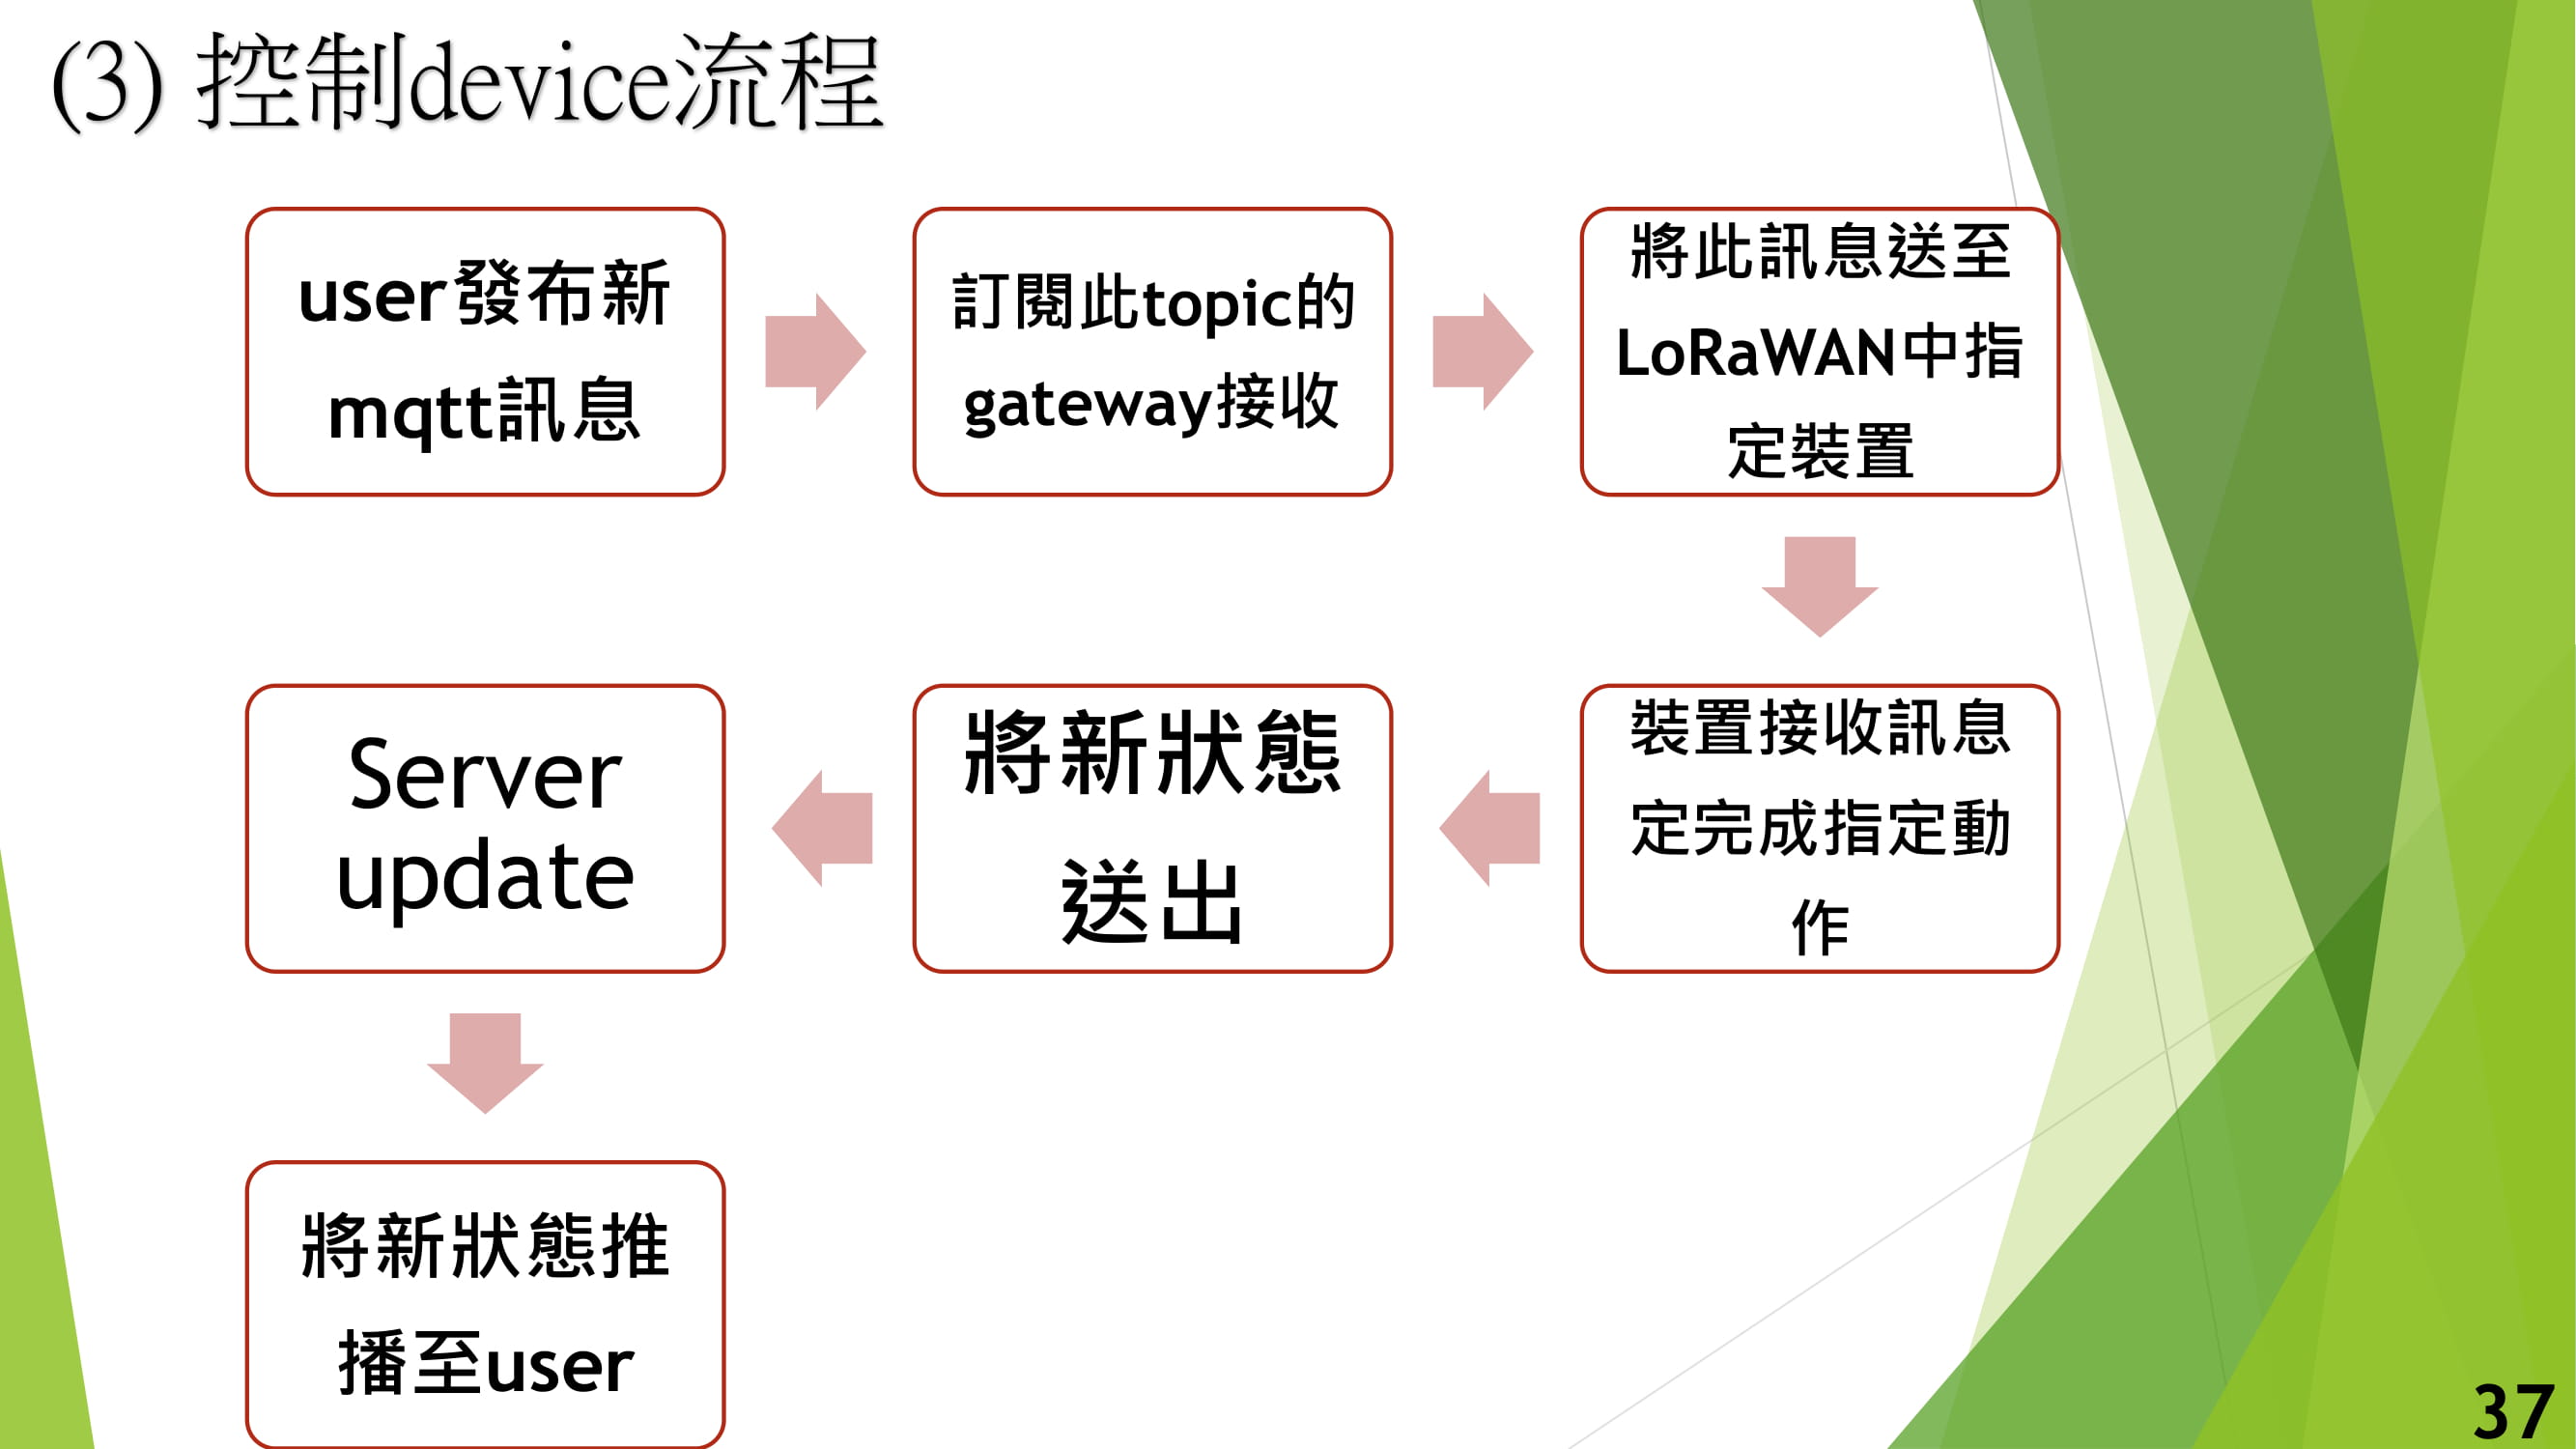 (3) 控制device流程
user發布新
mqtt訊息
訂閱此topic的
gateway接收
將此訊息送至
LoRaWAN中指
定裝置
裝置接收訊息
定完成指定動
作
將新狀態
送出
Server
update
將新狀態推
播至user
37